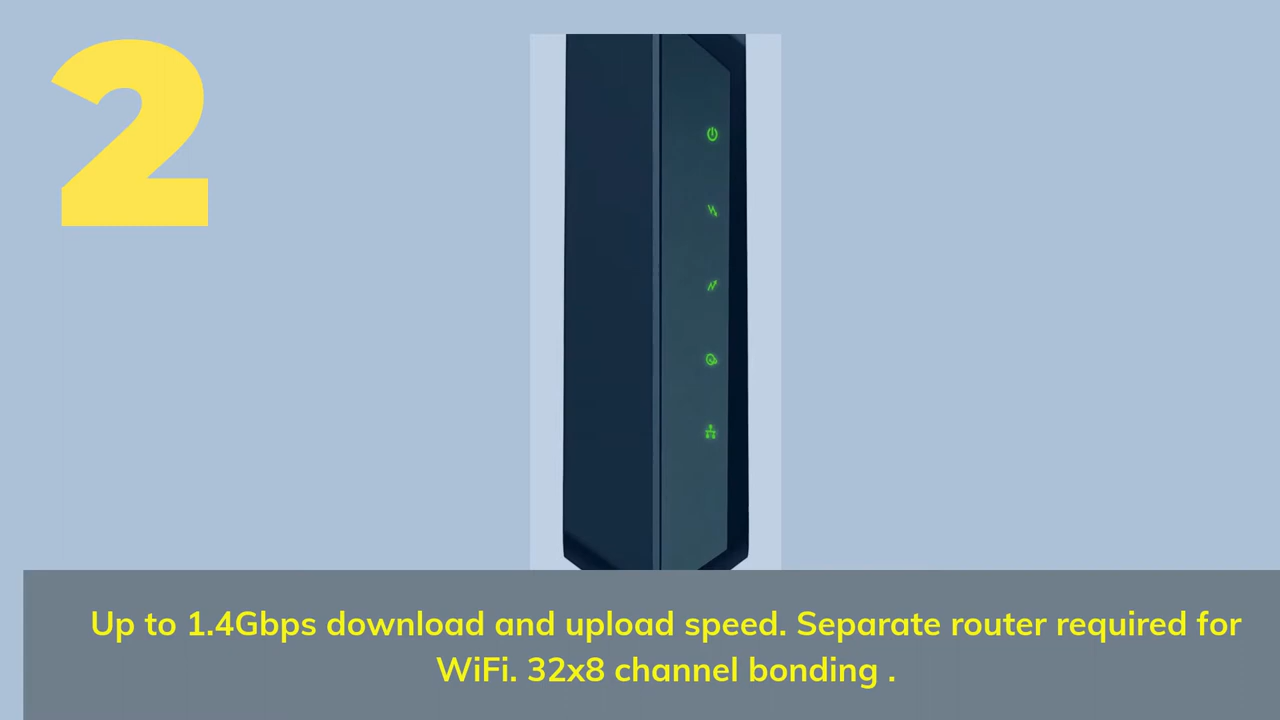 2
Up to 1.4Gbps download and upload speed. Separate router required for
WiFi. 32x8 channel bonding .